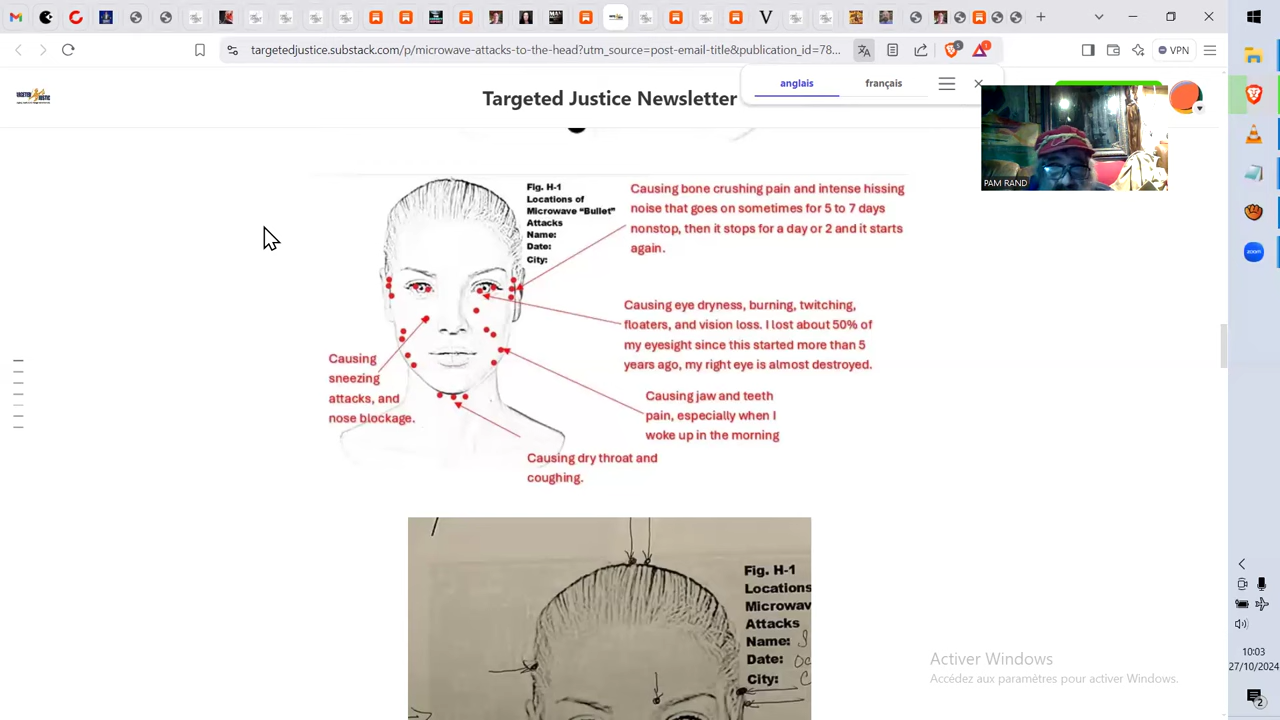 targetedjustice.substack.com/p/microwave-attacks-to-the-head?utm_source=post-email-title&publication_id=78...
VPN
anglais
français
Targeted Justice Newsletter
PAM RAND
Fig. H-1
Locations of
Microwave "Bullet"
Attacks
Name:
Date:
City:
Causing bone crushing pain and intense hissing
noise that goes on sometimes for 5 to 7 days
nonstop, then it stops for a day or 2 and it starts
again.
Causing eye dryness, burning, twitching,
floaters, and vision loss. I lost about 50% of
my eyesight since this started more than 5
years ago, my right eye is almost destroyed.
Causing
sneezing
attacks, and
nose blockage.
Causing jaw and teeth
pain, especially when I
woke up in the morning
Causing dry throat and
coughing.
Fig. H-1
Locations
Microwav
Attacks
Name:
Date:
City:
Activer Windows
Accédez aux paramètres pour activer Windows.
zoom
10:03
27/10/2024
2